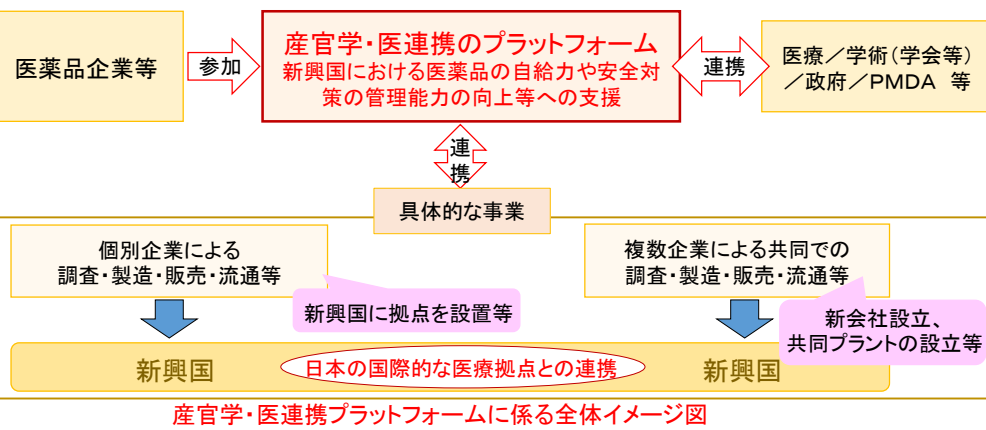 医薬品企業等
参加
産官学・医連携のプラットフォーム
新興国における医薬品の自給力や安全対
策の管理能力の向上等への支援
連携
医療／学術(学会等)
／政府／PMDA 等
連
携
具体的な事業
個別企業による
調査・製造・販売・流通等
新興国に拠点を設置等
複数企業による共同での
調査・製造・販売・流通等
新会社設立、
共同プラントの設立等
新興国
日本の国際的な医療拠点との連携
新興国
産官学・医連携プラットフォームに係る全体イメージ図